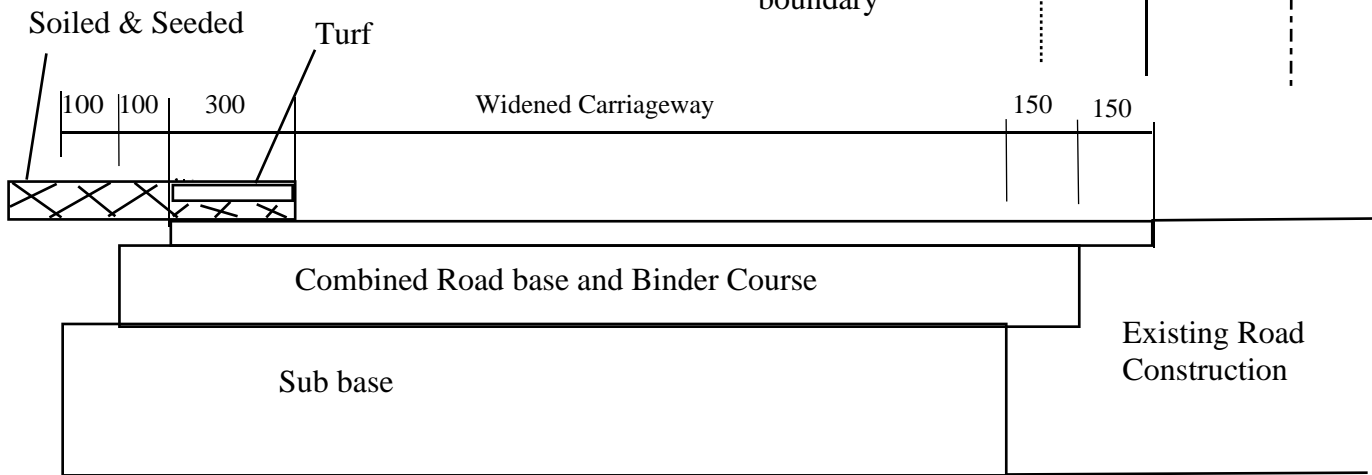 boundary
Soiled & Seeded
Turf
100 100 300 Widened Carriageway 150 150
Combined Road base and Binder Course
Existing Road
Construction
Sub base